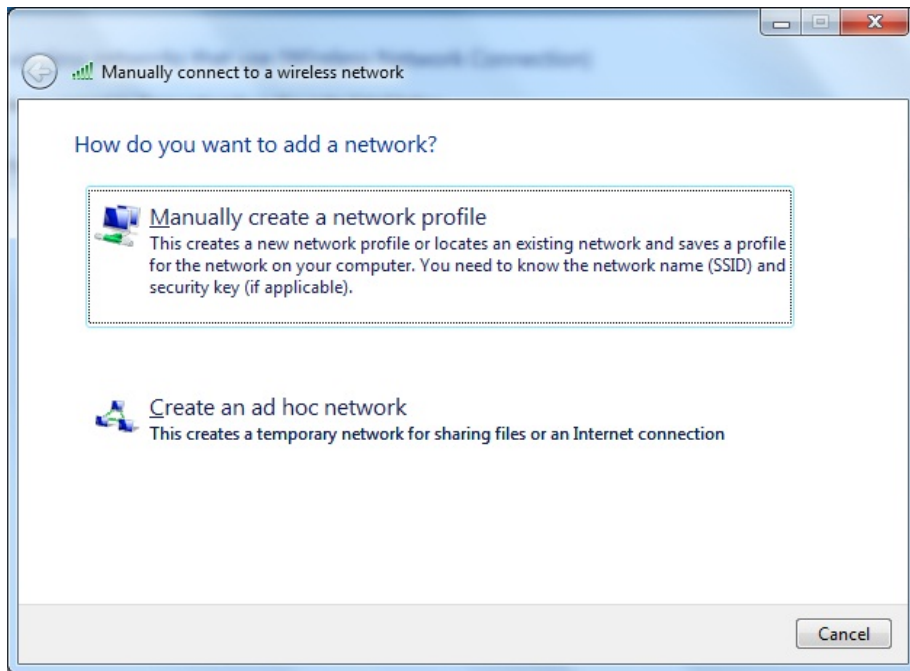 Manually connect to a wireless network
How do you want to add a network?
Manually create a network profile
This creates a new network profile or locates an existing network and saves a profile
for the network on your computer. You need to know the network name (SSID) and
security key (if applicable).
Create an ad hoc network
This creates a temporary network for sharing files or an Internet connection
Cancel